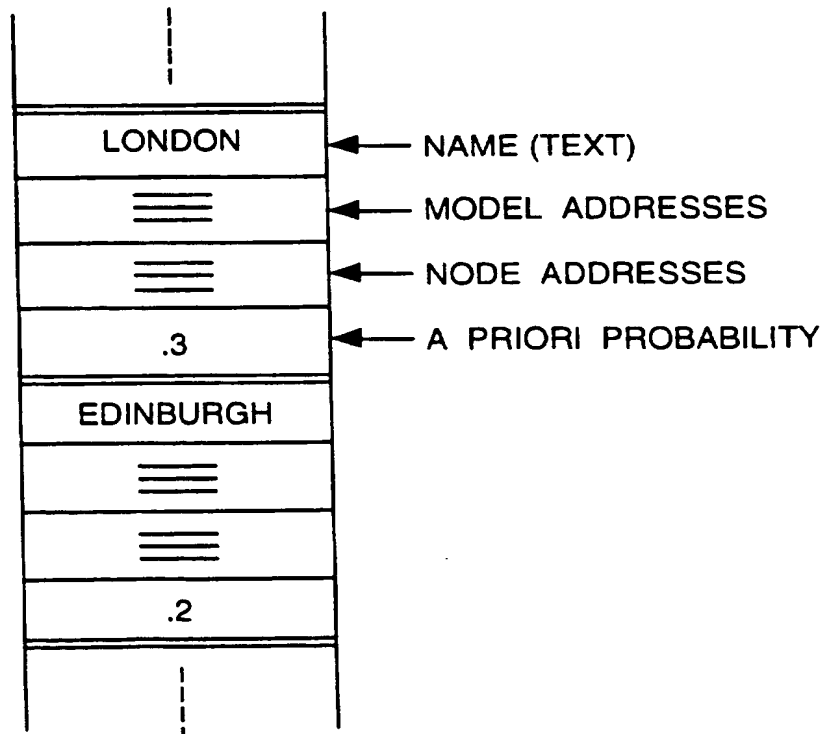 LONDON
NAME (TEXT)
MODEL ADDRESSES
NODE ADDRESSES
.3
A PRIORI PROBABILITY
EDINBURGH
.2